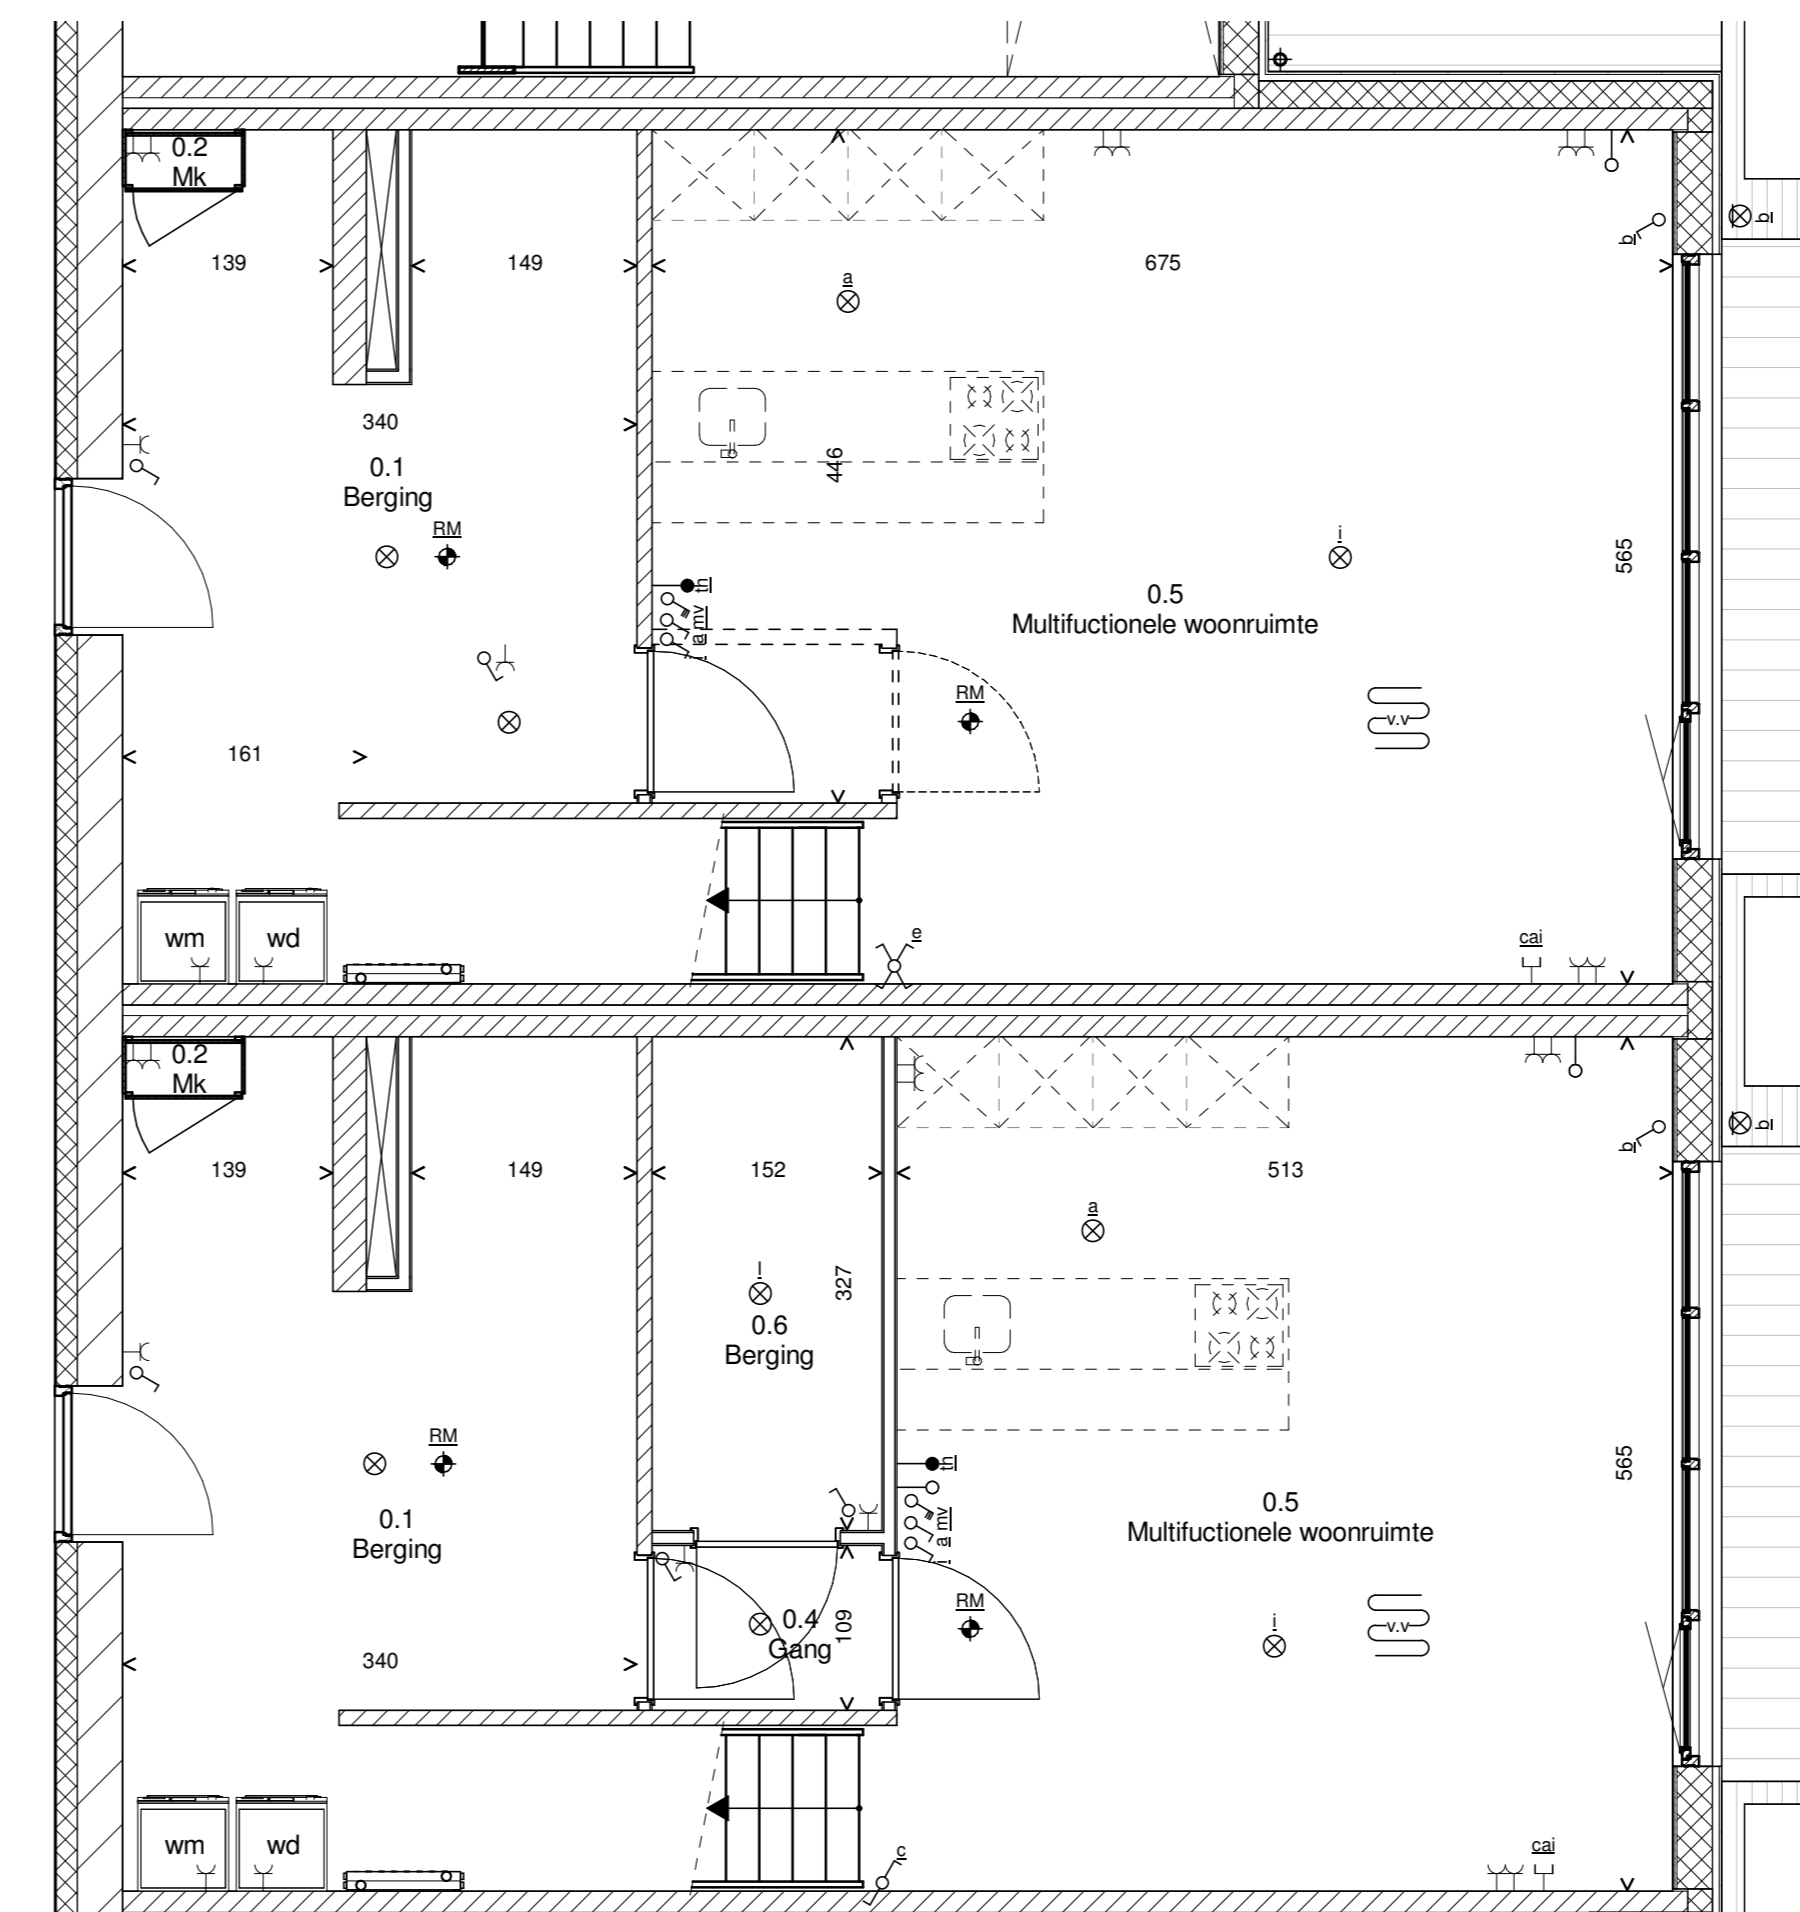 0.2
Mk
b
b
139
149
675
a
340
446
0.1
Berging
RM
i
565
th
mv
a
i
0.5
Multifuctionele woonruimte
RM
v.v
161
wm
wd
e
cai
0.2
Mk
b
b
139
149
152
513
a
l
327
0.6
Berging
RM
th
565
0.1
Berging
mv
a
i
0.5
Multifuctionele woonruimte
RM
0.4
Gang
109
i
v.v
340
wm
wd
c
cai